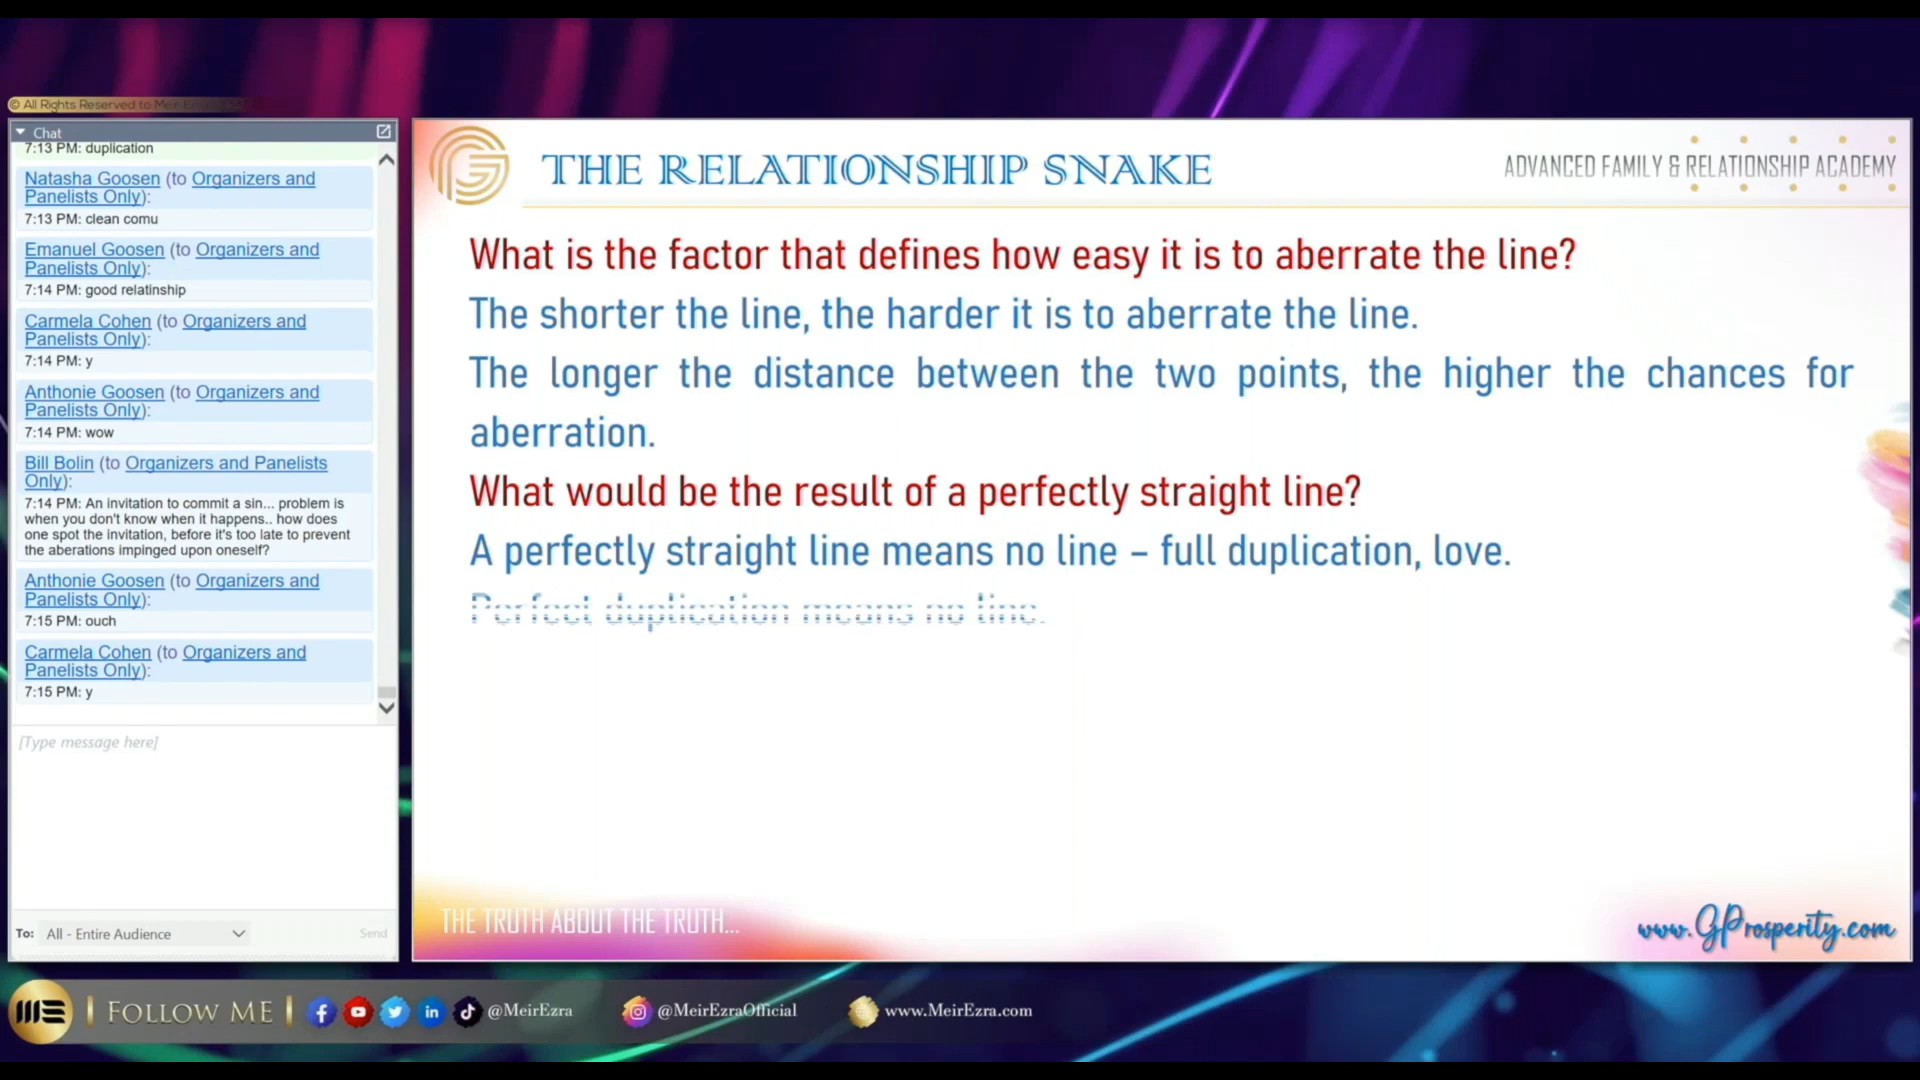 © All Rights Reserved to Meir Ezra
Chat
7:13 PM: duplication
Natasha Goosen (to Organizers and
Panelists Only):
7:13 PM: clean comu
Emanuel Goosen (to Organizers and
Panelists Only):
7:14 PM: good relatinship
Carmela Cohen (to Organizers and
Panelists Only):
7:14 PM: y
Anthonie Goosen (to Organizers and
Panelists Only):
7:14 PM: wow
Bill Bolin (to Organizers and Panelists
Only):
7:14 PM: An invitation to commit a sin... problem is
when you don't know when it happens.. how does
one spot the invitation, before it's too late to prevent
the aberations impinged upon oneself?
Anthonie Goosen (to Organizers and
Panelists Only):
7:15 PM: ouch
Carmela Cohen (to Organizers and
Panelists Only):
7:15 PM: y
[Type message here]
To: All - Entire Audience
Send
THE RELATIONSHIP SNAKE
ADVANCED FAMILY & RELATIONSHIP ACADEMY
What is the factor that defines how easy it is to aberrate the line?
The shorter the line, the harder it is to aberrate the line.
The longer the distance between the two points, the higher the chances for
aberration.
What would be the result of a perfectly straight line?
A perfectly straight line means no line – full duplication, love.
Perfect duplication means no line.
THE TRUTH ABOUT THE TRUTH...
www.GProsperity.com
ME | FOLLOW ME | @MeirEzra @MeirEzraOfficial www.MeirEzra.com